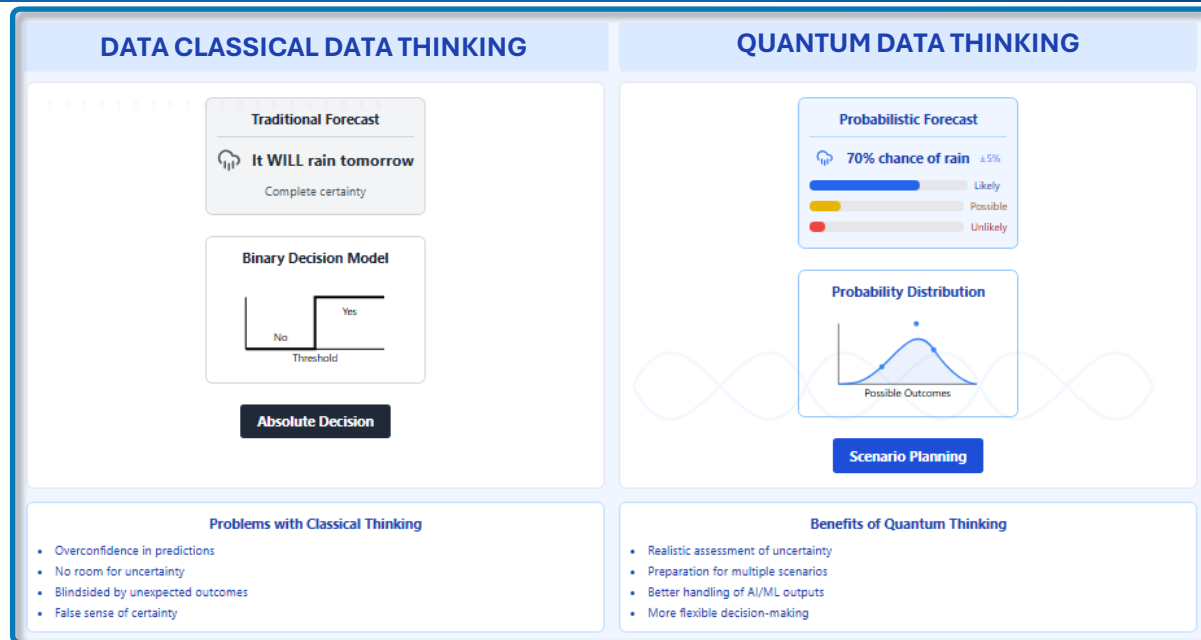 DATA CLASSICAL DATA THINKING
Traditional Forecast
It WILL rain tomorrow
Complete certainty
Binary Decision Model
Yes
No
Threshold
Absolute Decision
Problems with Classical Thinking
• Overconfidence in predictions
• No room for uncertainty
• Blindsided by unexpected outcomes
• False sense of certainty
QUANTUM DATA THINKING
Probabilistic Forecast
70% chance of rain ±5%
Likely
Possible
Unlikely
Probability Distribution
Possible Outcomes
Scenario Planning
Benefits of Quantum Thinking
• Realistic assessment of uncertainty
• Preparation for multiple scenarios
• Better handling of AI/ML outputs
• More flexible decision-making